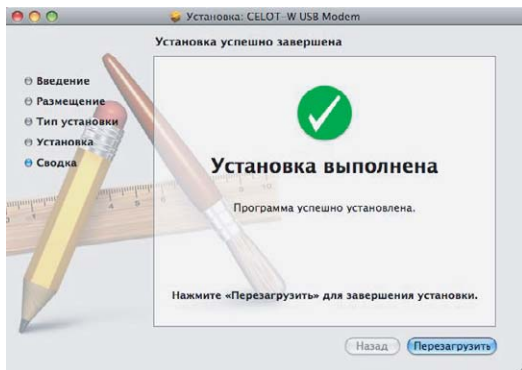 Установка: CELOT-W USB Modem
Установка успешно завершена
Введение
Размещение
Тип установки
Установка
Сводка
Установка выполнена
Программа успешно установлена.
Нажмите «Перезагрузить» для завершения установки.
Назад
Перезагрузить